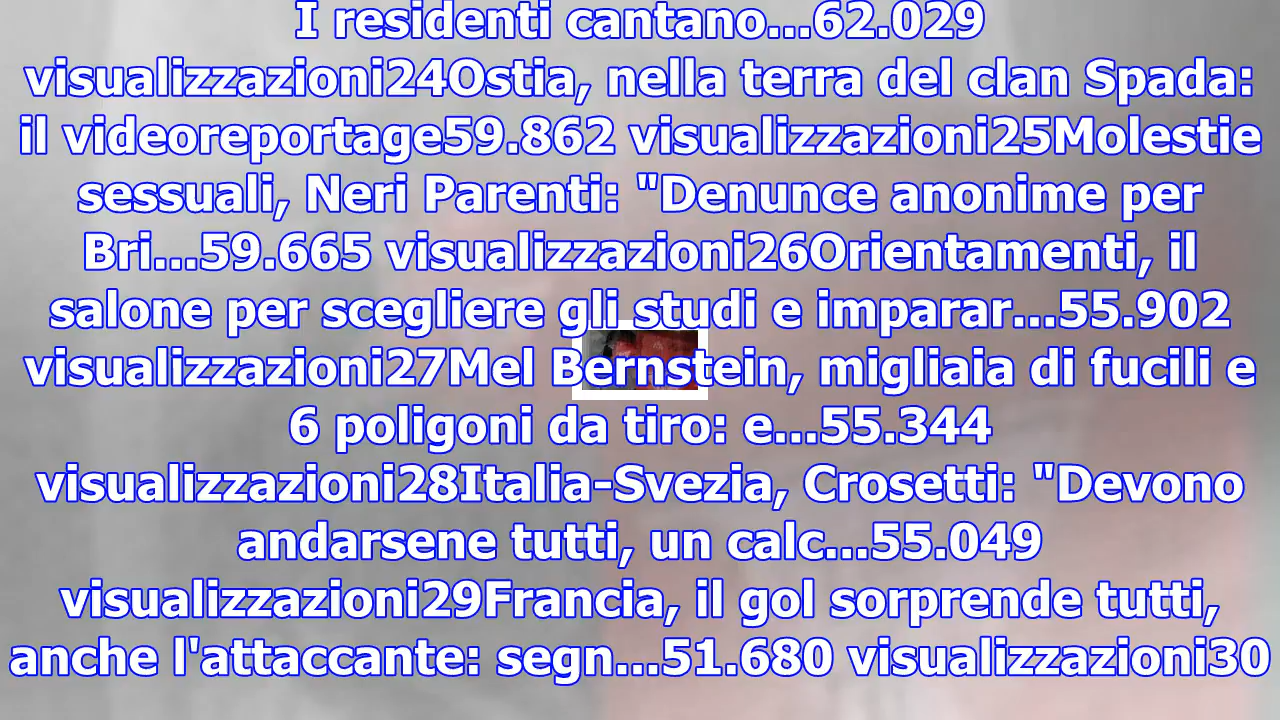 I residenti cantano...62.029
visualizzazioni24Ostia, nella terra del clan Spada:
il videoreportage59.862 visualizzazioni25Molestie
sessuali, Neri Parenti: "Denunce anonime per
Bri...59.665 visualizzazioni26Orientamenti, il
salone per scegliere gli studi e imparar...55.902
visualizzazioni27Mel Bernstein, migliaia di fucili e
6 poligoni da tiro: e...55.344
visualizzazioni28Italia-Svezia, Crosetti: "Devono
andarsene tutti, un calc...55.049
visualizzazioni29Francia, il gol sorprende tutti,
anche l'attaccante: segn...51.680 visualizzazioni30